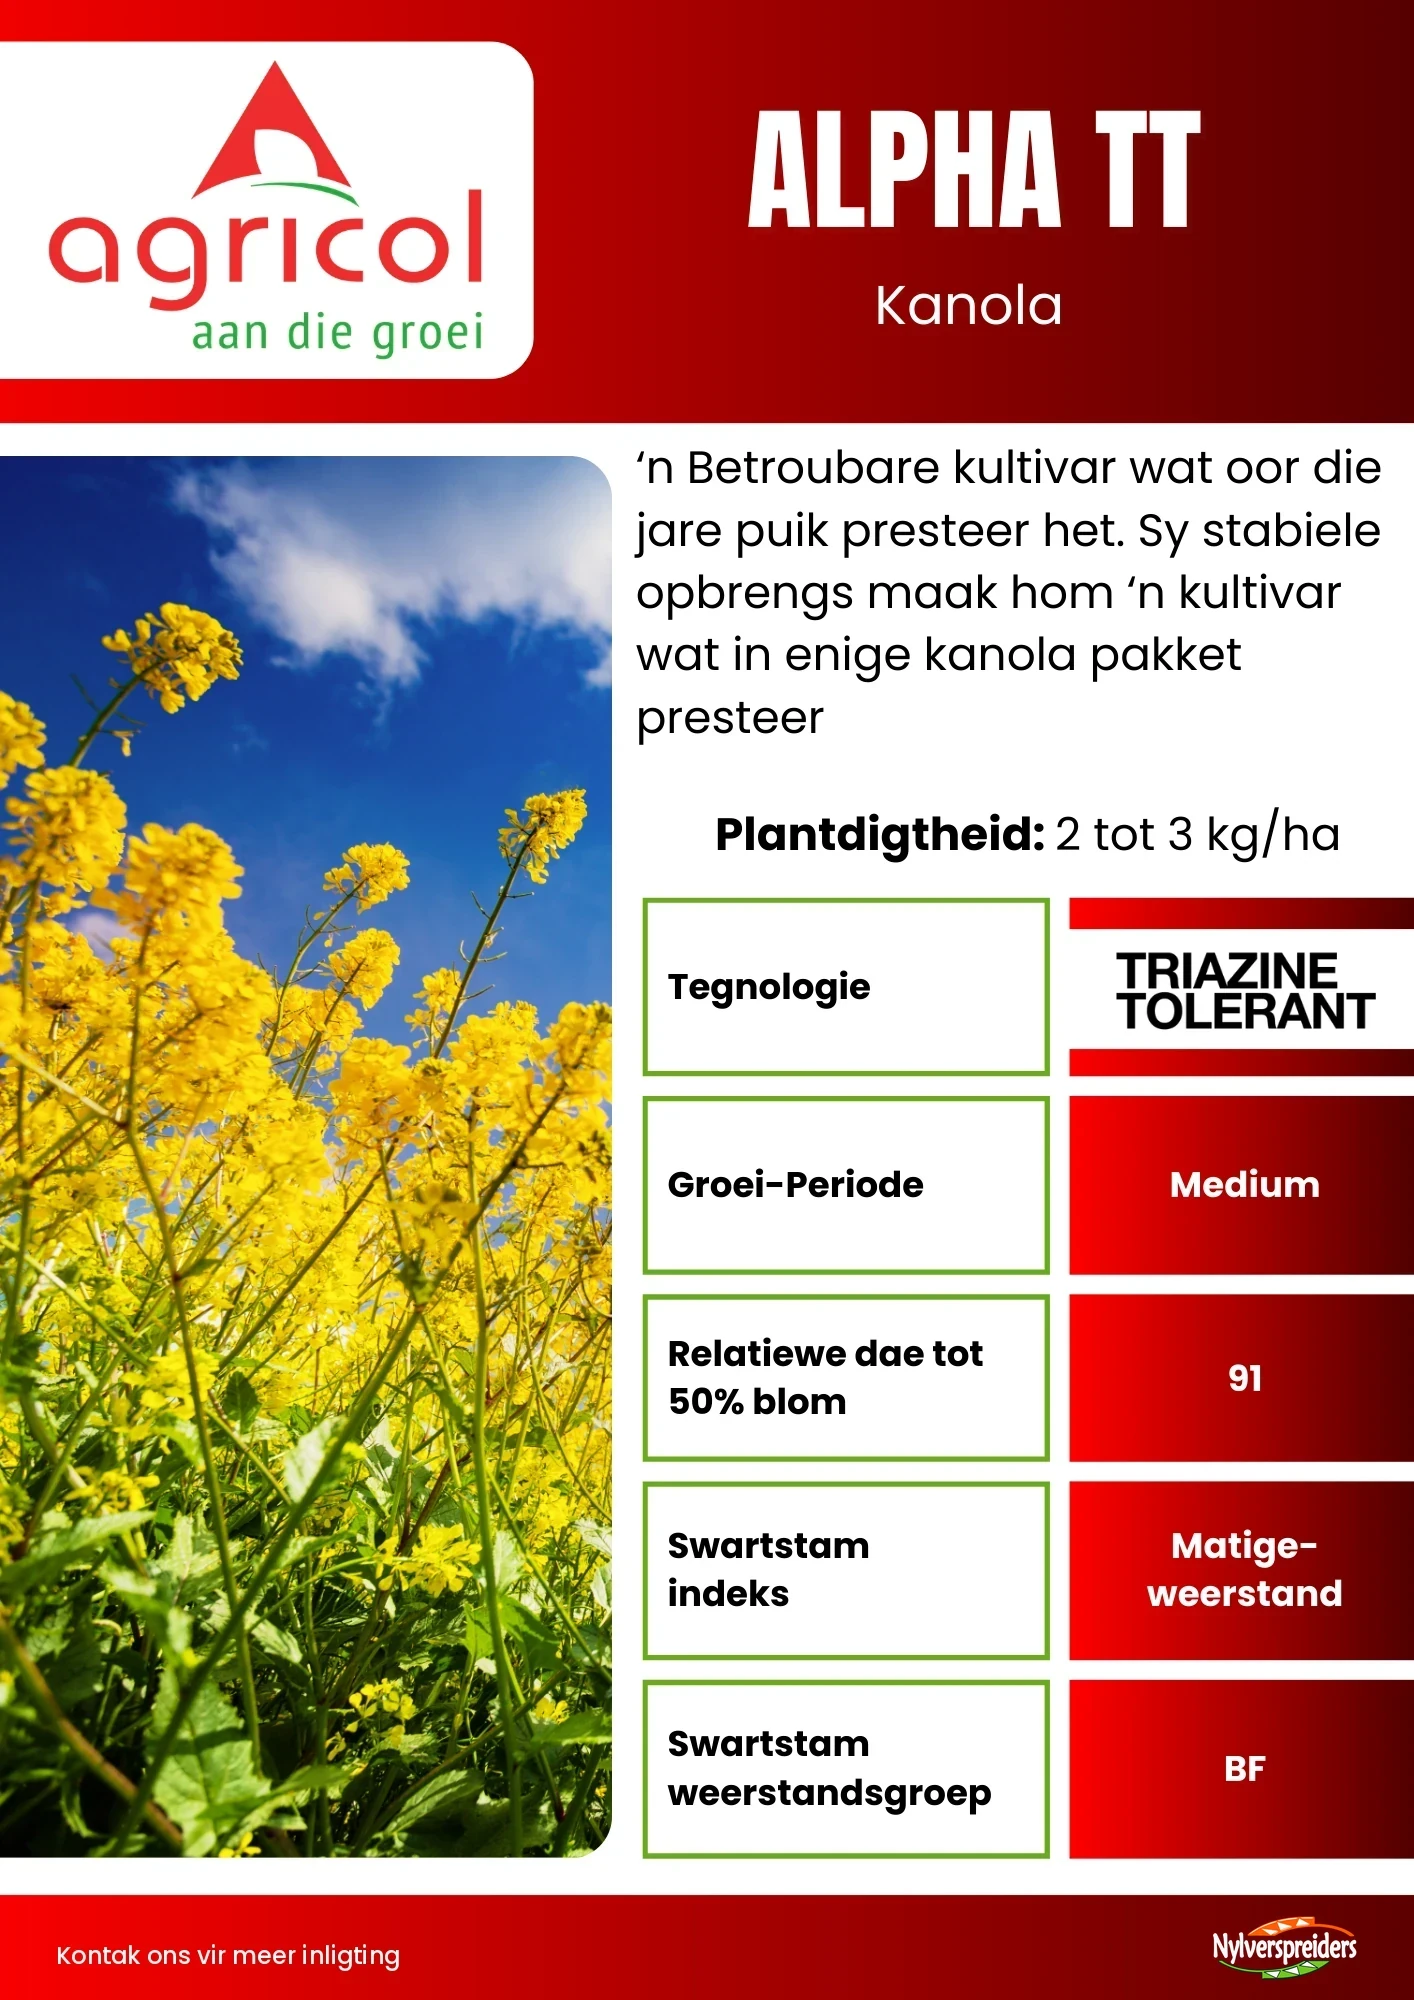 agricol
aan die groei
ALPHA TT
Kanola
‘n Betroubare kultivar wat oor die
jare puik presteer het. Sy stabiele
opbrengs maak hom ‘n kultivar
wat in enige kanola pakket
presteer
Plantdigtheid: 2 tot 3 kg/ha
Tegnologie
TRIAZINE
TOLERANT
Groei-Periode
Medium
Relatiewe dae tot
50% blom
91
Swartstam
indeks
Matige-
weerstand
Swartstam
weerstandsgroep
BF
Kontak ons vir meer inligting
Nylverspreiders